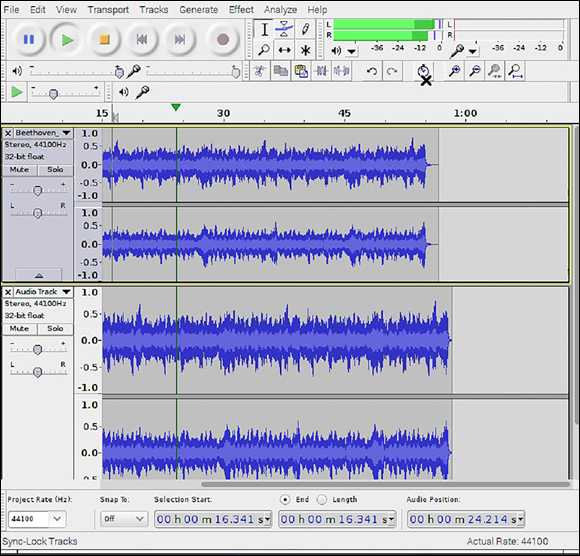 File Edit View Transport Tracks Generate Effect Analyze Help
L
R
-36 -24 -12 0
L
R
-36 -24 -12 0
15 30 45 1:00
X Beethoven_
Stereo, 44100Hz
32-bit float
Mute Solo
- +
L R
1.0
0.5
0.0
-0.5
-1.0
1.0
0.5
0.0
-0.5
-1.0
X Audio Track
Stereo, 44100Hz
32-bit float
Mute Solo
- +
L R
1.0
0.5
0.0
-0.5
-1.0
1.0
0.5
0.0
-0.5
Project Rate (Hz): Snap To: Selection Start: End Length Audio Position:
44100 Off 00 h 00 m 16.341 s 00 h 00 m 16.341 s 00 h 00 m 24.214 s
Sync-Lock Tracks Actual Rate: 44100